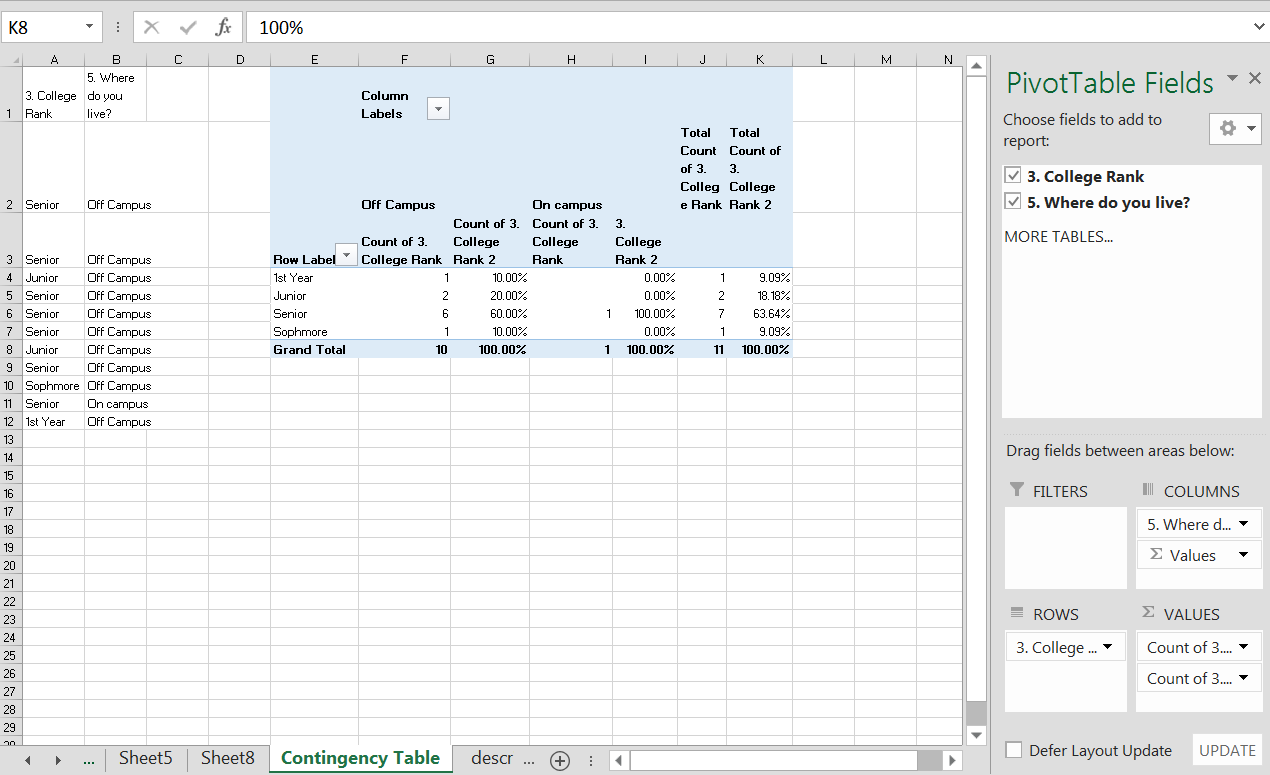 K8 100%
A B C D E F G H I J K L M N
1 3. College Rank 5. Where do you live? Column Labels
2 Senior Off Campus Off Campus On campus Total Count of 3. College Rank Total Count of 3. College Rank 2
3 Senior Off Campus Row Label Count of 3. College Rank Count of 3. College Rank 2 Count of 3. College Rank 3. College Rank 2
4 Junior Off Campus 1st Year 1 10.00% 0.00% 1 9.09%
5 Senior Off Campus Junior 2 20.00% 0.00% 2 18.18%
6 Senior Off Campus Senior 6 60.00% 1 100.00% 7 63.64%
7 Senior Off Campus Sophmore 1 10.00% 0.00% 1 9.09%
8 Junior Off Campus Grand Total 10 100.00% 1 100.00% 11 100.00%
9 Senior Off Campus
10 Sophmore Off Campus
11 Senior On campus
12 1st Year Off Campus
13
14
15
16
17
18
19
20
21
22
23
24
25
26
27
28
29
... Sheet5 Sheet8 Contingency Table descr ...
PivotTable Fields
Choose fields to add to
report:
3. College Rank
5. Where do you live?
MORE TABLES...
Drag fields between areas below:
FILTERS COLUMNS
5. Where d...
Σ Values
ROWS Σ VALUES
3. College ... Count of 3....
Count of 3....
Defer Layout Update UPDATE